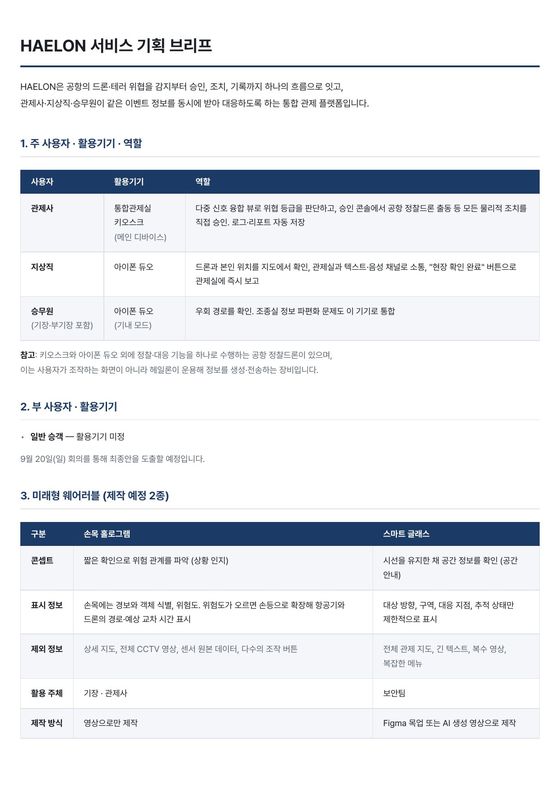 HAELON 서비스 기획 브리프
HAELON은 공항의 드론·테러 위협을 감지부터 승인, 조치, 기록까지 하나의 흐름으로 잇고,
관제사·지상직·승무원이 같은 이벤트 정보를 동시에 받아 대응하도록 하는 통합 관제 플랫폼입니다.
1. 주 사용자 · 활용기기 · 역할
사용자 활용기기 역할
관제사 통합관제실 다중 신호 융합 뷰로 위협 등급을 판단하고, 승인 콘솔에서 공항 정찰드론 출동 등 모든 물리적 조치를
키오스크 직접 승인. 로그·리포트 자동 저장
(메인 디바이스)
지상직 아이폰 듀오 드론과 본인 위치를 지도에서 확인, 관제실과 텍스트·음성 채널로 소통, "현장 확인 완료" 버튼으로
관제실에 즉시 보고
승무원 아이폰 듀오 우회 경로를 확인. 조종실 정보 파편화 문제도 이 기기로 통합
(기장·부기장 포함) (기내 모드)
참고: 키오스크와 아이폰 듀오 외에 정찰·대응 기능을 하나로 수행하는 공항 정찰드론이 있으며,
이는 사용자가 조작하는 화면이 아니라 헤일론이 운용해 정보를 생성·전송하는 장비입니다.
2. 부 사용자 · 활용기기
• 일반 승객 — 활용기기 미정
9월 20일(일) 회의를 통해 최종안을 도출할 예정입니다.
3. 미래형 웨어러블 (제작 예정 2종)
구분 손목 홀로그램 스마트 글래스
콘셉트 짧은 확인으로 위험 관계를 파악 (상황 인지) 시선을 유지한 채 공간 정보를 확인 (공간
안내)
표시 정보 손목에는 경보와 객체 식별, 위험도. 위험도가 오르면 손등으로 확장해 항공기와 대상 방향, 구역, 대응 지점, 추적 상태만
드론의 경로·예상 교차 시간 표시 제한적으로 표시
제외 정보 상세 지도, 전체 CCTV 영상, 센서 원본 데이터, 다수의 조작 버튼 전체 관제 지도, 긴 텍스트, 복수 영상,
복잡한 메뉴
활용 주체 기장 · 관제사 보안팀
제작 방식 영상으로만 제작 Figma 목업 또는 AI 생성 영상으로 제작